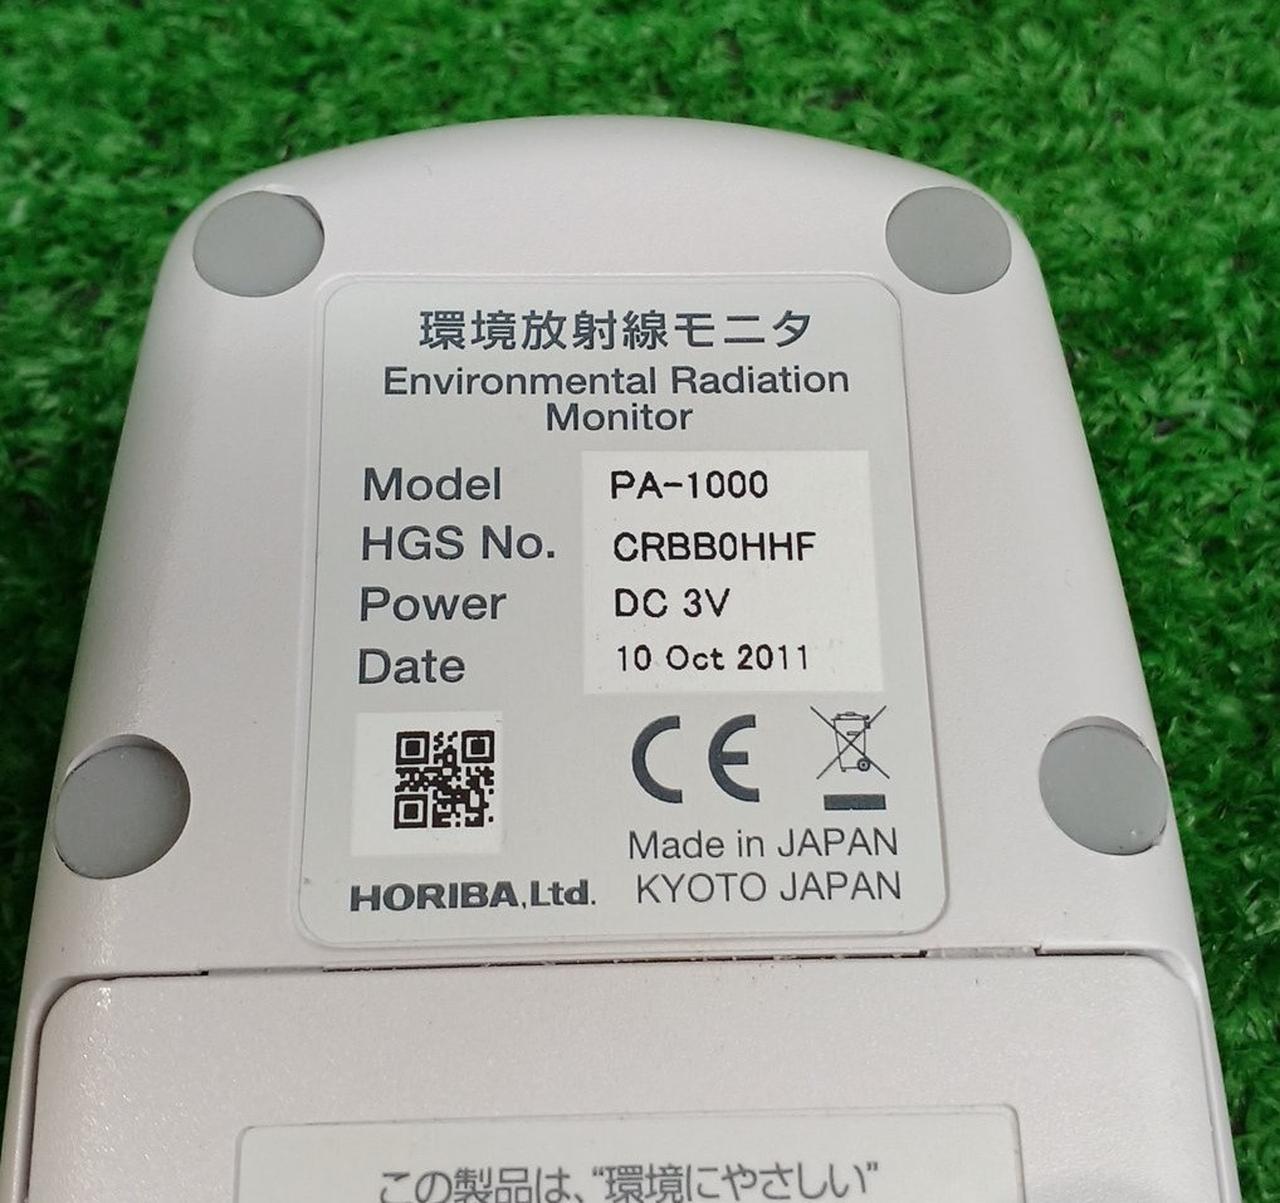 環境放射線モニタ
Environmental Radiation
Monitor
Model PA-1000
HGS No. CRBB0HHF
Power DC 3V
Date 10 Oct 2011
CE
Made in JAPAN
HORIBA,Ltd. KYOTO JAPAN
この製品は、“環境にやさしい”